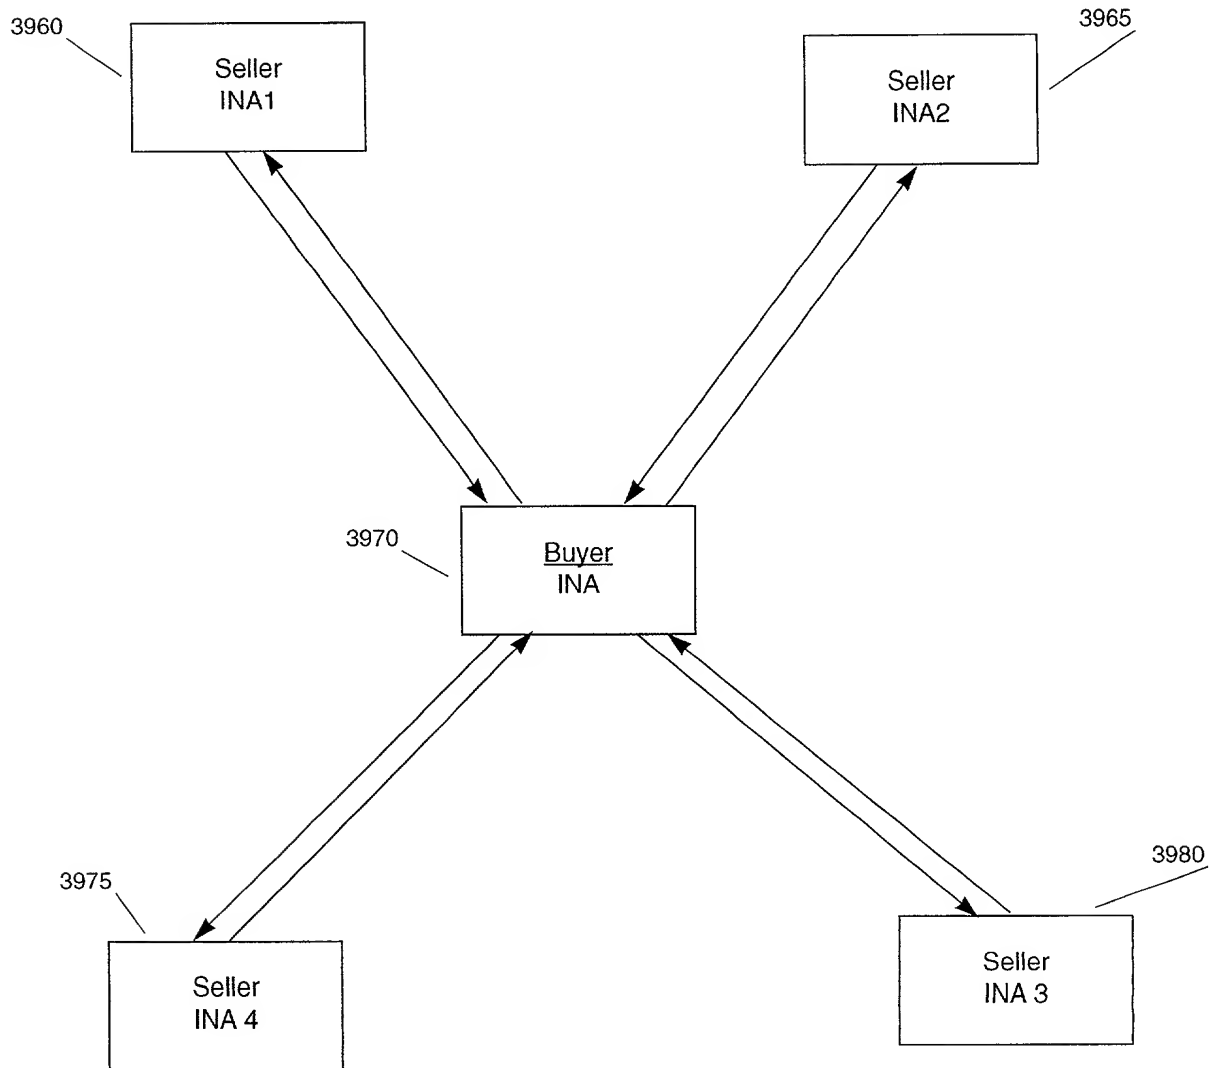 3960
Seller
INA1
3965
Seller
INA2
3970
Buyer
INA
3975
Seller
INA 4
3980
Seller
INA 3